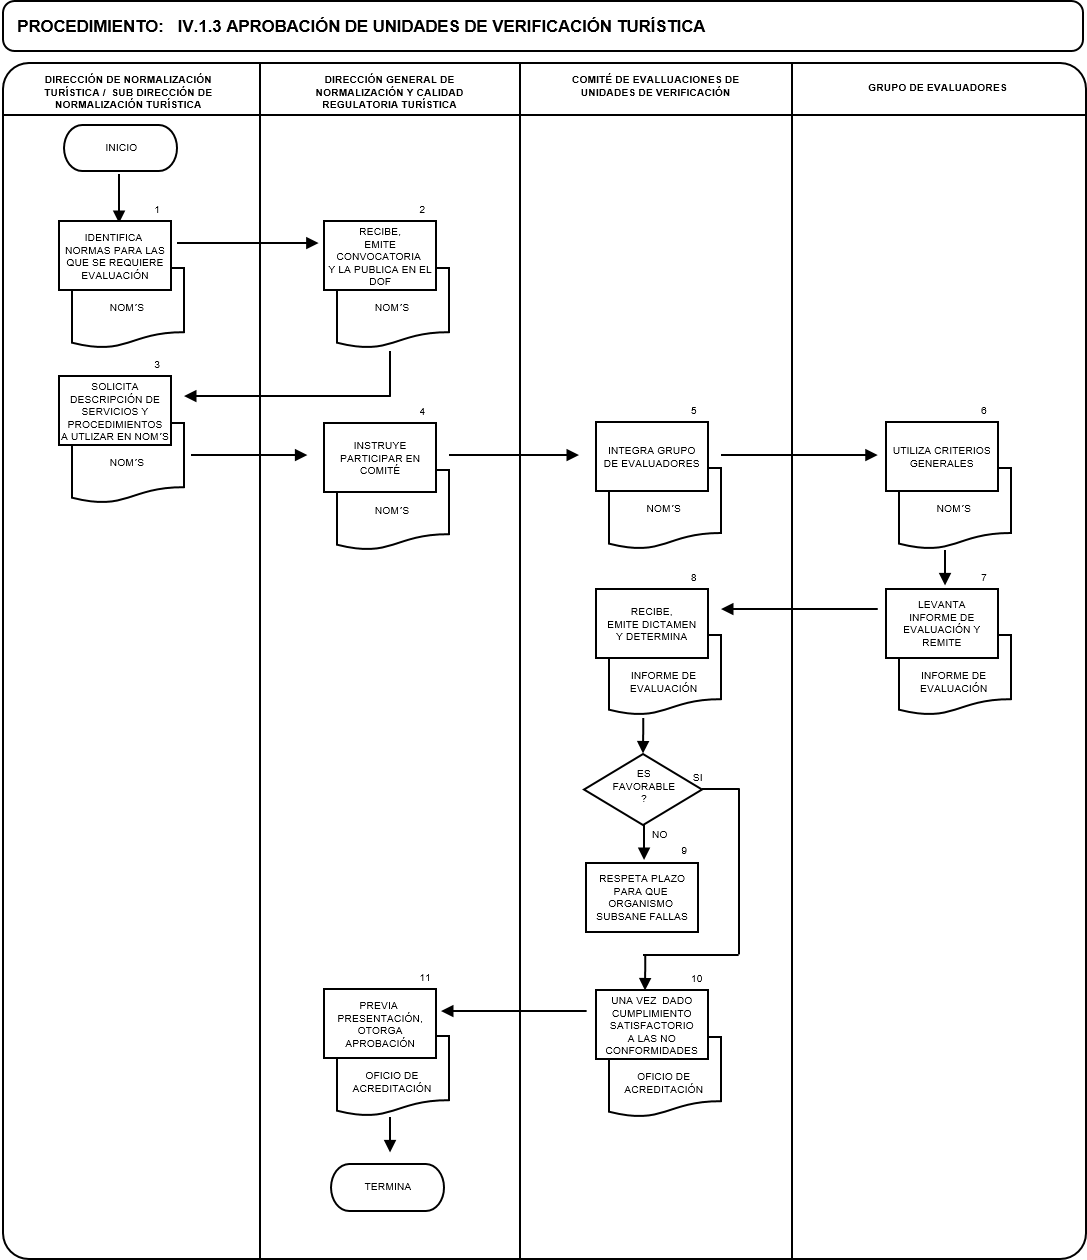 PROCEDIMIENTO: IV.1.3 APROBACIÓN DE UNIDADES DE VERIFICACIÓN TURÍSTICA
DIRECCIÓN DE NORMALIZACIÓN
TURÍSTICA / SUB DIRECCIÓN DE
NORMALIZACIÓN TURÍSTICA
DIRECCIÓN GENERAL DE
NORMALIZACIÓN Y CALIDAD
REGULATORIA TURÍSTICA
COMITÉ DE EVALLUACIONES DE
UNIDADES DE VERIFICACIÓN
GRUPO DE EVALUADORES
INICIO
1
IDENTIFICA
NORMAS PARA LAS
QUE SE REQUIERE
EVALUACIÓN
NOM´S
2
RECIBE,
EMITE
CONVOCATORIA
Y LA PUBLICA EN EL
DOF
NOM´S
3
SOLICITA
DESCRIPCIÓN DE
SERVICIOS Y
PROCEDIMIENTOS
A UTLIZAR EN NOM´S
NOM´S
4
INSTRUYE
PARTICIPAR EN
COMITÉ
NOM´S
5
INTEGRA GRUPO
DE EVALUADORES
NOM´S
6
UTILIZA CRITERIOS
GENERALES
NOM´S
7
LEVANTA
INFORME DE
EVALUACIÓN Y
REMITE
INFORME DE
EVALUACIÓN
8
RECIBE,
EMITE DICTAMEN
Y DETERMINA
INFORME DE
EVALUACIÓN
ES
FAVORABLE
?
SI
NO
9
RESPETA PLAZO
PARA QUE
ORGANISMO
SUBSANE FALLAS
10
UNA VEZ DADO
CUMPLIMIENTO
SATISFACTORIO
A LAS NO
CONFORMIDADES
OFICIO DE
ACREDITACIÓN
11
PREVIA
PRESENTACIÓN,
OTORGA
APROBACIÓN
OFICIO DE
ACREDITACIÓN
TERMINA